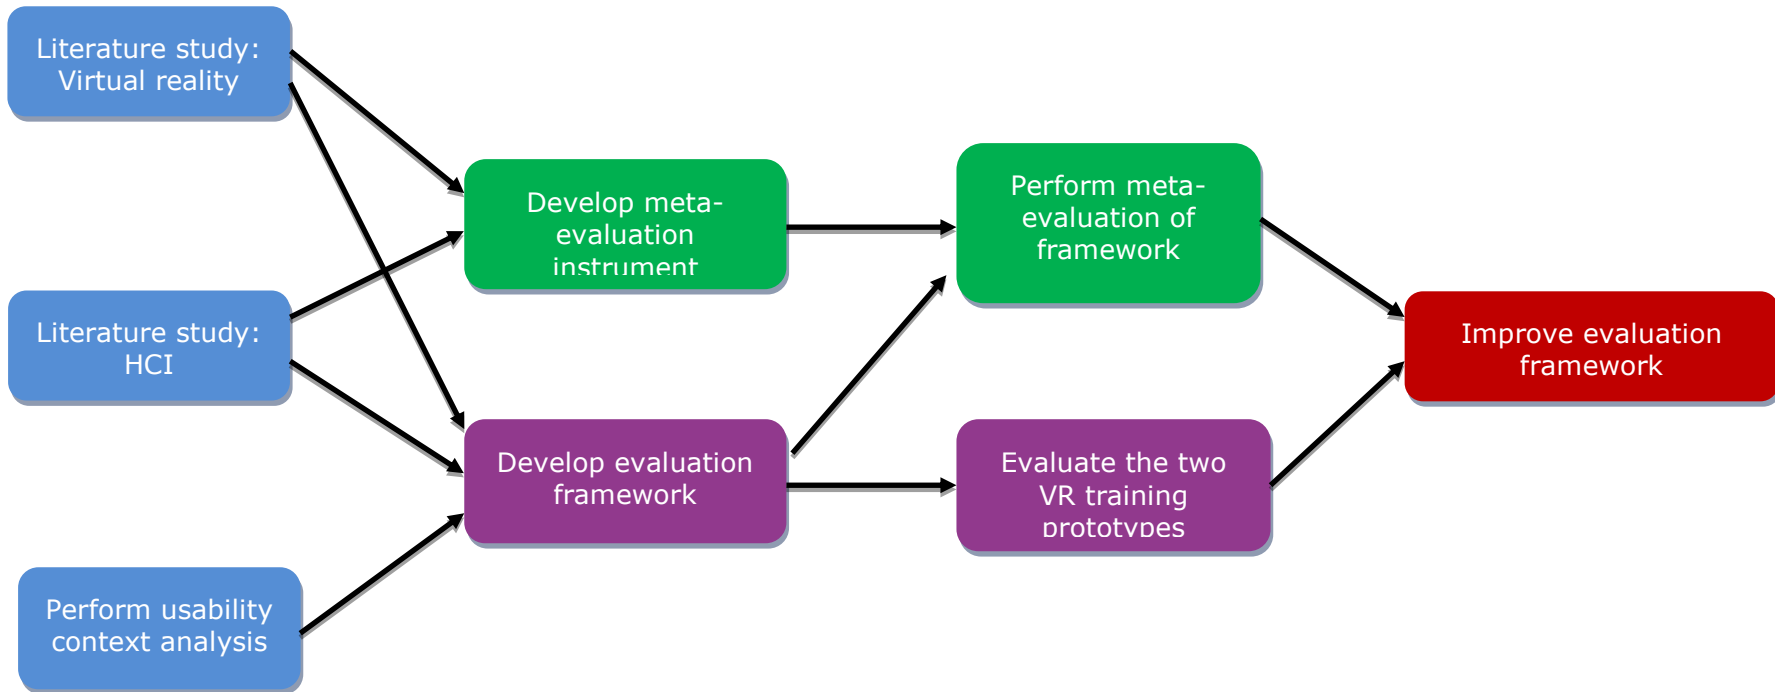 Literature study:
Virtual reality
Literature study:
HCI
Perform usability
context analysis
Develop meta-
evaluation
instrument
Develop evaluation
framework
Perform meta-
evaluation of
framework
Evaluate the two
VR training
prototypes
Improve evaluation
framework